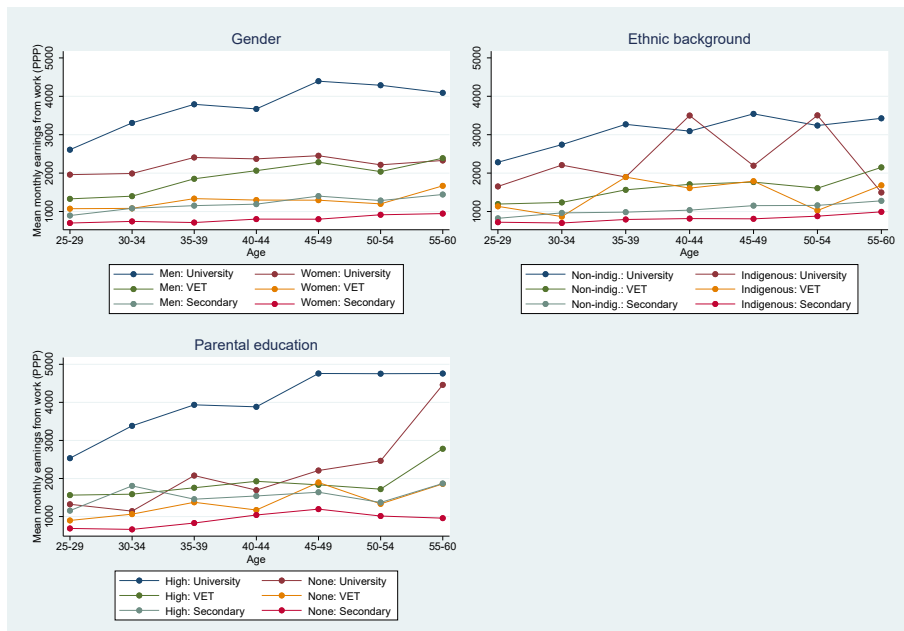 Gender
Mean monthly earnings from work (PPP)
5000
4000
3000
2000
1000
25-29 30-34 35-39 40-44 45-49 50-54 55-60
Age
Men: University Women: University
Men: VET Women: VET
Men: Secondary Women: Secondary
Ethnic background
5000
4000
3000
2000
1000
25-29 30-34 35-39 40-44 45-49 50-54 55-60
Age
Non-indig.: University Indigenous: University
Non-indig.: VET Indigenous: VET
Non-indig.: Secondary Indigenous: Secondary
Parental education
Mean monthly earnings from work (PPP)
5000
4000
3000
2000
1000
25-29 30-34 35-39 40-44 45-49 50-54 55-60
Age
High: University None: University
High: VET None: VET
High: Secondary None: Secondary